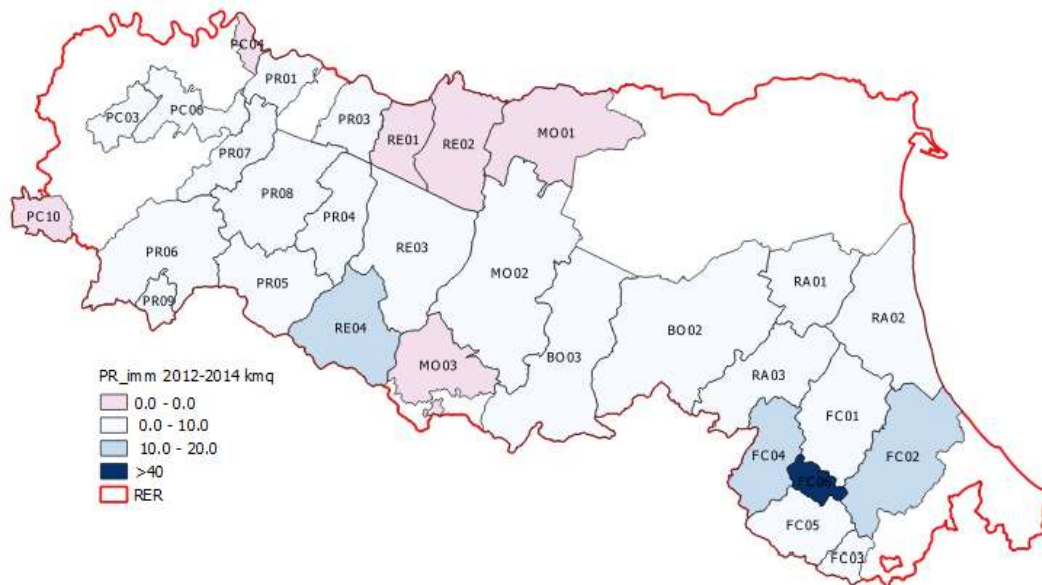 PC04
PR01
PC06
PC03
PR03
RE01
RE02
MO01
PR07
PR08
PC10
PR04
RE03
PR06
MO02
PR05
PR09
RA01
RE04
BO02
RA02
BO03
MO03
RA03
FC01
FC04
FC02
FC06
FC05
FC03
PR_imm 2012-2014 kmq
0.0 - 0.0
0.0 - 10.0
10.0 - 20.0
>40
RER